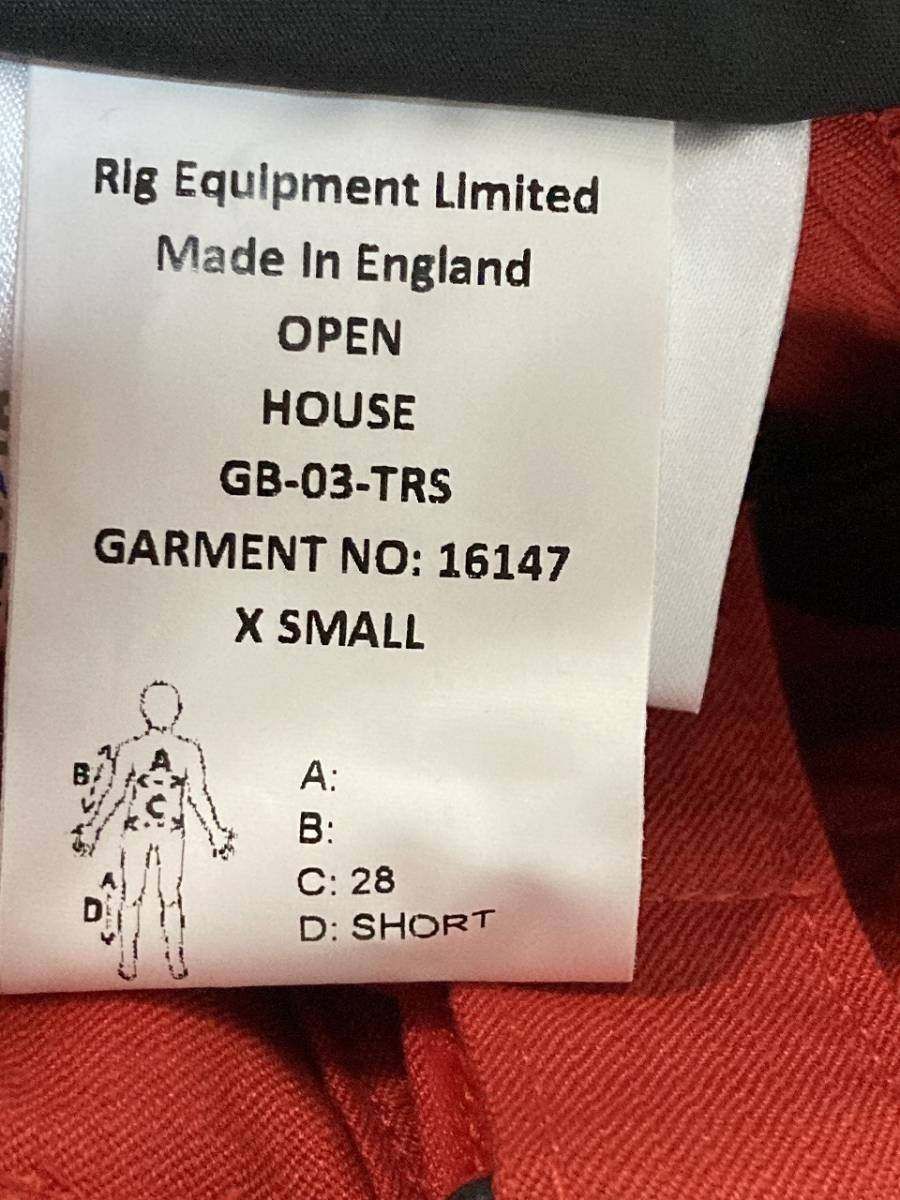 Rig Equipment Limited
Made In England
OPEN
HOUSE
GB-03-TRS
GARMENT NO: 16147
X SMALL
A
B
C
D
A
A:
B:
C: 28
D: SHORT